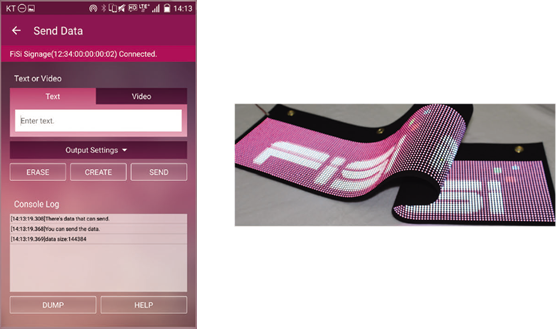 KT 14:13
Send Data
FiSi Signage(12:34:00:00:00:02) Connected.
Text or Video
Text Video
Enter text.
Output Settings
ERASE CREATE SEND
Console Log
[14:13:19.308]There's data that can send.
[14:13:19.368]You can send the data.
[14:13:19.369]data size:144384
DUMP HELP
FiSi
Si